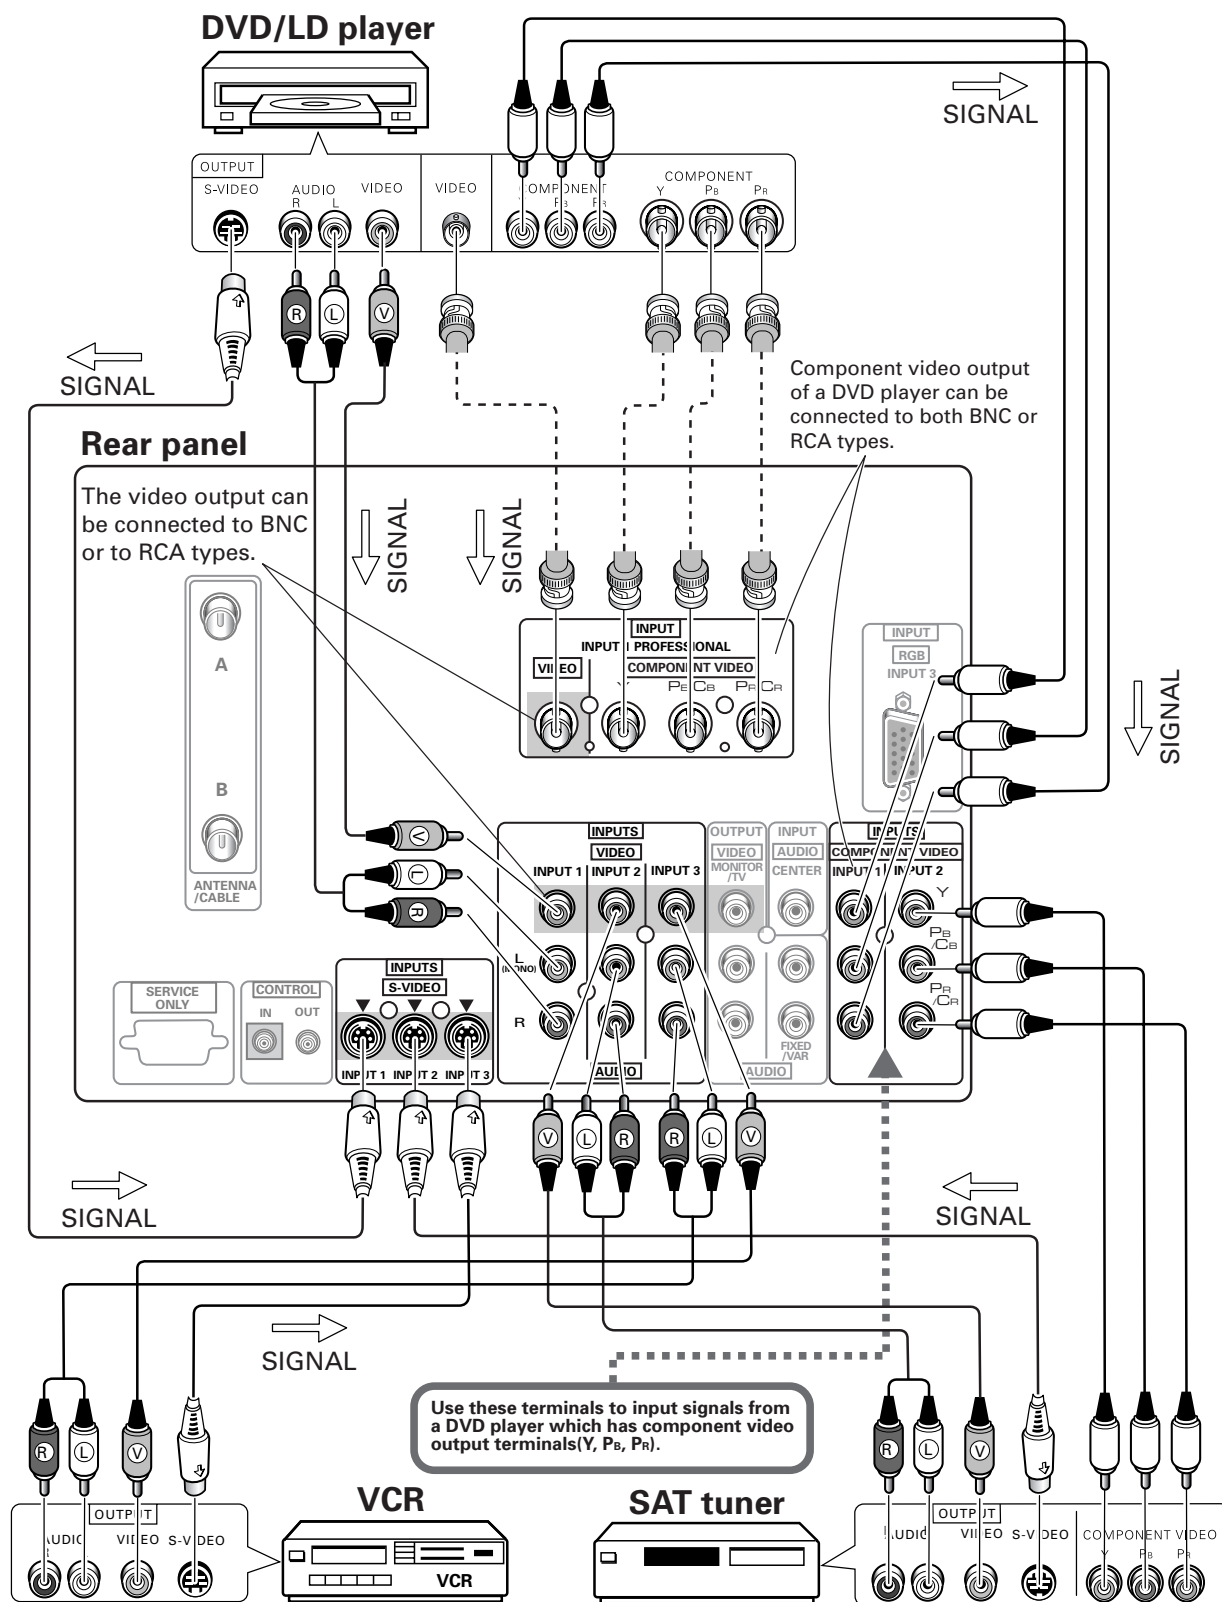 DVD/LD player
SIGNAL
OUTPUT
S-VIDEO
AUDIO
R L
VIDEO
VIDEO
COMPONENT
PB PR
COMPONENT
Y PB PR
R
L
V
SIGNAL
Component video output
of a DVD player can be
connected to both BNC or
RCA types.
Rear panel
The video output can
be connected to BNC
or to RCA types.
SIGNAL
SIGNAL
SIGNAL
A
B
ANTENNA
/CABLE
INPUT
INPUT 1 PROFESSIONAL
VIDEO
COMPONENT VIDEO
Y PB/CB PR/CR
INPUT
RGB
INPUT 3
V
L
R
INPUTS
VIDEO
INPUT 1 INPUT 2 INPUT 3
L
(MONO)
R
AUDIO
OUTPUT
VIDEO
MONITOR
/TV
INPUT
AUDIO
CENTER
FIXED
/VAR
AUDIO
INPUTS
COMPONENT VIDEO
INPUT 1 INPUT 2
Y
PB
/CB
PR
/CR
SERVICE
ONLY
CONTROL
IN OUT
INPUTS
S-VIDEO
INPUT 1 INPUT 2 INPUT 3
V L R R L V
SIGNAL
SIGNAL
SIGNAL
Use these terminals to input signals from
a DVD player which has component video
output terminals(Y, PB, PR).
R L V
R L V
VCR
SAT tuner
OUTPUT
AUDIO
R
VIDEO
S-VIDEO
VCR
OUTPUT
AUDIO
VIDEO
S-VIDEO
COMPONENT VIDEO
Y PB PR